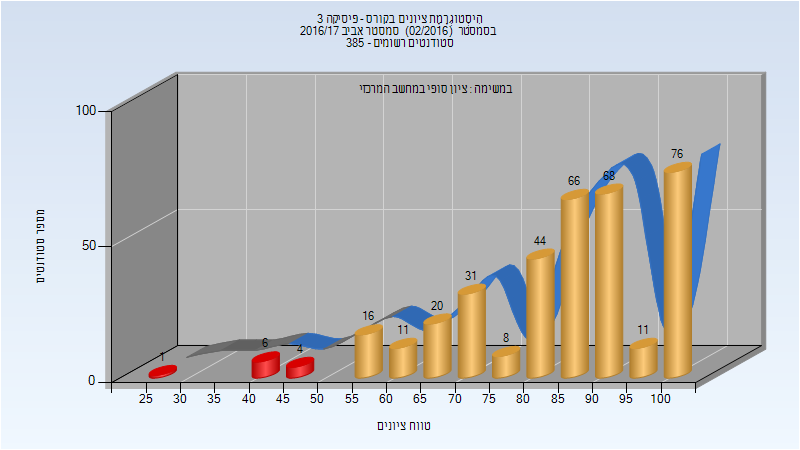 היסטוגרמת ציונים בקורס - פיסיקה 3
בסמסטר (02/2016) סמסטר אביב 2016/17
סטודנטים רשומים - 385
במשימה : ציון סופי במחשב המרכזי
מספר סטודנטים
100
50
0
1
6
4
16
11
20
31
8
44
66
68
11
76
25 30 35 40 45 50 55 60 65 70 75 80 85 90 95 100
טווח ציונים